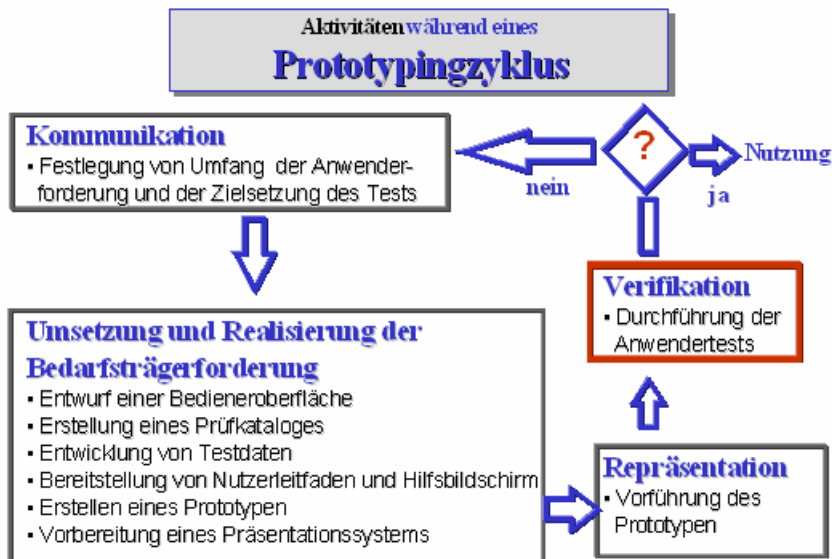 Aktivitäten während eines
Prototypingzyklus
Kommunikation
▪ Festlegung von Umfang der Anwender-
forderung und der Zielsetzung des Tests
?
Nutzung
nein
ja
Verifikation
▪ Durchführung der
Anwendertests
Umsetzung und Realisierung der
Bedarfsträgerforderung
▪ Entwurf einer Bedieneroberfläche
▪ Erstellung eines Prüfkataloges
▪ Entwicklung von Testdaten
▪ Bereitstellung von Nutzerleitfaden und Hilfsbildschirm
▪ Erstellen eines Prototypen
▪ Vorbereitung eines Präsentationssystems
Repräsentation
▪ Vorführung des
Prototypen